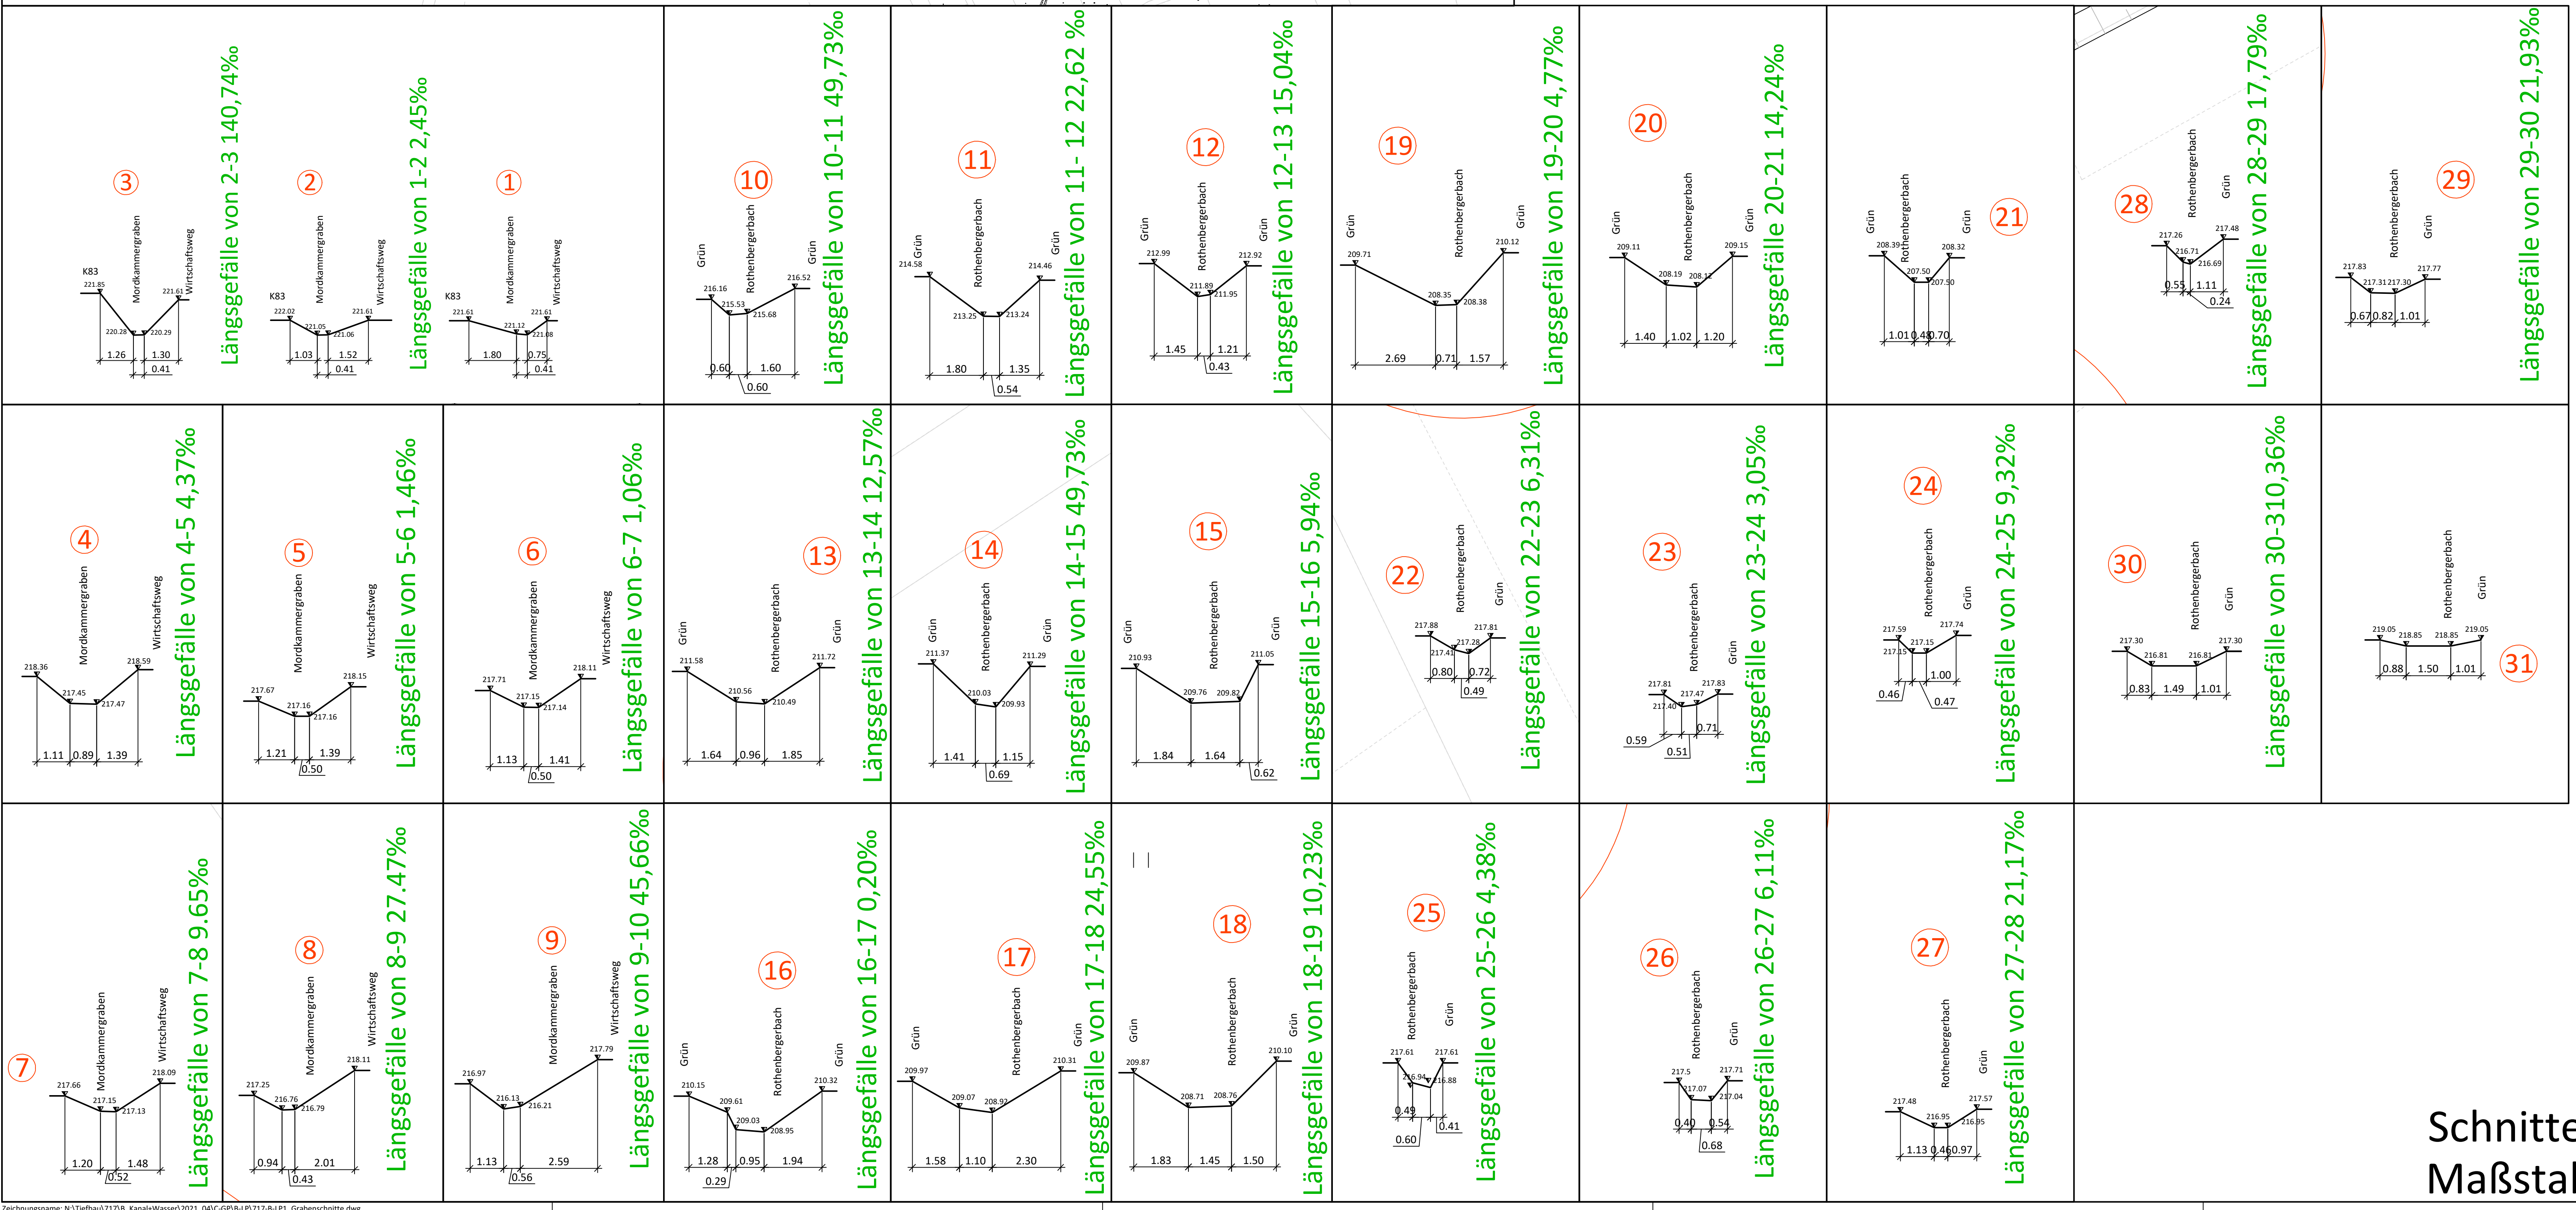 3
Mordkammergraben
Wirtschaftsweg
K83
221.85
221.61
220.28
220.29
1.26
1.30
0.41
Längsgefälle von 2-3 140,74‰
2
Mordkammergraben
Wirtschaftsweg
K83
222.02
221.61
221.05
221.06
1.03
1.52
0.41
Längsgefälle von 1-2 2,45‰
1
Mordkammergraben
Wirtschaftsweg
K83
221.61
221.61
221.12
221.08
1.80
0.75
0.41
10
Grün
Rothenbergerbach
Grün
216.16
216.52
215.53
215.68
0.60
1.60
0.60
Längsgefälle von 10-11 49,73‰
11
Grün
Rothenbergerbach
Grün
214.58
214.46
213.25
213.24
1.80
1.35
0.54
Längsgefälle von 11- 12 22,62 ‰
12
Grün
Rothenbergerbach
Grün
212.99
212.92
211.89
211.95
1.45
1.21
0.43
Längsgefälle von 12-13 15,04‰
19
Grün
Rothenbergerbach
Grün
209.71
210.12
208.35
208.38
2.69
0.71
1.57
Längsgefälle von 19-20 4,77‰
20
Grün
Rothenbergerbach
Grün
209.11
209.15
208.19
208.12
1.40
1.02
1.20
Längsgefälle 20-21 14,24‰
21
Grün
Rothenbergerbach
Grün
208.39
208.32
207.50
207.50
1.01
0.48
0.70
28
Rothenbergerbach
Grün
217.26
217.48
216.71
216.69
0.55
1.11
0.24
Längsgefälle von 28-29 17,79‰
29
Rothenbergerbach
Grün
217.83
217.77
217.31
217.30
0.67
0.82
1.01
Längsgefälle von 29-30 21,93‰
4
Mordkammergraben
Wirtschaftsweg
218.36
218.59
217.45
217.47
1.11
0.89
1.39
Längsgefälle von 4-5 4,37‰
5
Mordkammergraben
Wirtschaftsweg
217.67
218.15
217.16
217.16
1.21
1.39
0.50
Längsgefälle von 5-6 1,46‰
6
Mordkammergraben
Wirtschaftsweg
217.71
218.11
217.15
217.14
1.13
1.41
0.50
Längsgefälle von 6-7 1,06‰
13
Grün
Rothenbergerbach
Grün
211.58
211.72
210.56
210.49
1.64
0.96
1.85
Längsgefälle von 13-14 12,57‰
14
Grün
Rothenbergerbach
Grün
211.37
211.29
210.03
209.93
1.41
1.15
0.69
Längsgefälle von 14-15 49,73‰
15
Rothenbergerbach
Grün
210.93
211.05
209.76
209.82
1.84
1.64
0.62
Längsgefälle 15-16 5,94‰
22
Rothenbergerbach
Grün
217.88
217.81
217.41
217.28
0.80
0.72
0.49
Längsgefälle von 22-23 6,31‰
23
Rothenbergerbach
Grün
217.81
217.83
217.47
217.40
0.71
0.59
0.51
Längsgefälle von 23-24 3,05‰
24
Rothenbergerbach
Grün
217.59
217.74
217.15
217.15
1.00
0.46
0.47
Längsgefälle von 24-25 9,32‰
30
Rothenbergerbach
Grün
217.30
217.30
216.81
216.81
0.83
1.49
1.01
Längsgefälle von 30-310,36‰
31
Rothenbergerbach
Grün
219.05
219.05
218.85
218.85
0.88
1.50
1.01
7
Mordkammergraben
Wirtschaftsweg
217.66
218.09
217.15
217.13
1.20
1.48
0.52
Längsgefälle von 7-8 9.65‰
8
Mordkammergraben
Wirtschaftsweg
217.25
218.11
216.76
216.79
0.94
2.01
0.43
Längsgefälle von 8-9 27.47‰
9
Mordkammergraben
Wirtschaftsweg
216.97
217.79
216.13
216.21
1.13
2.59
0.56
Längsgefälle von 9-10 45,66‰
16
Grün
Rothenbergerbach
Grün
210.15
210.32
209.61
209.03
208.95
1.28
0.95
1.94
0.29
Längsgefälle von 16-17 0,20‰
17
Grün
Rothenbergerbach
Grün
209.97
210.31
209.07
208.92
1.58
1.10
2.30
Längsgefälle von 17-18 24,55‰
18
Grün
Rothenbergerbach
Grün
209.87
210.10
208.71
208.76
1.83
1.45
1.50
Längsgefälle von 18-19 10,23‰
25
Rothenbergerbach
Grün
217.61
217.61
216.94
216.88
0.49
0.41
0.60
Längsgefälle von 25-26 4,38‰
26
Rothenbergerbach
Grün
217.5
217.71
217.07
217.04
0.40
0.54
0.68
Längsgefälle von 26-27 6,11‰
27
Rothenbergerbach
Grün
217.48
217.57
216.95
216.95
1.13
0.46
0.97
Längsgefälle von 27-28 21,17‰
Schnitte
Maßstal
Zeichnungsname: N:\Tiefbau\717\B_Kanal+Wasser\2021_04\C-GP\B-LP\717-B-LP1_Grabenschnitte.dwg